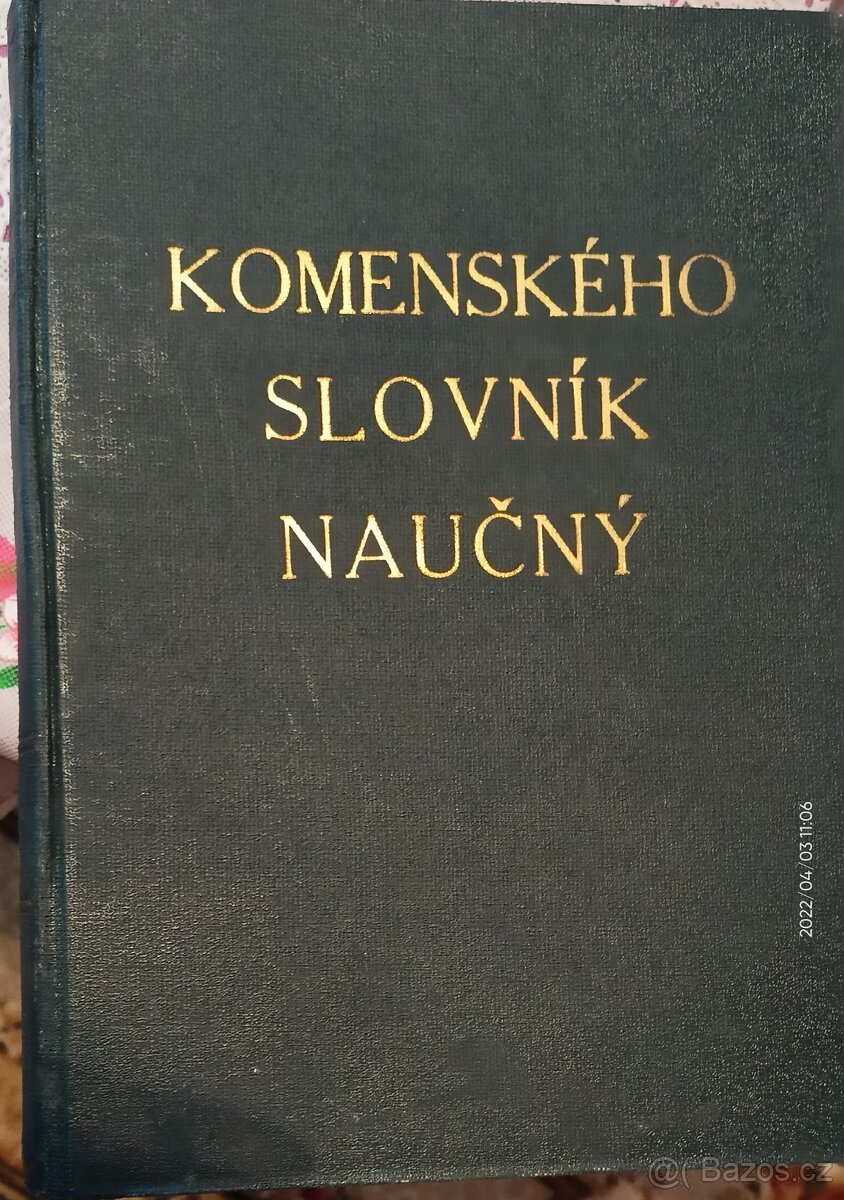 KOMENSKÉHO
SLOVNÍK
NAUČNÝ
2022/04/03 11:06
@( Bazos.cz